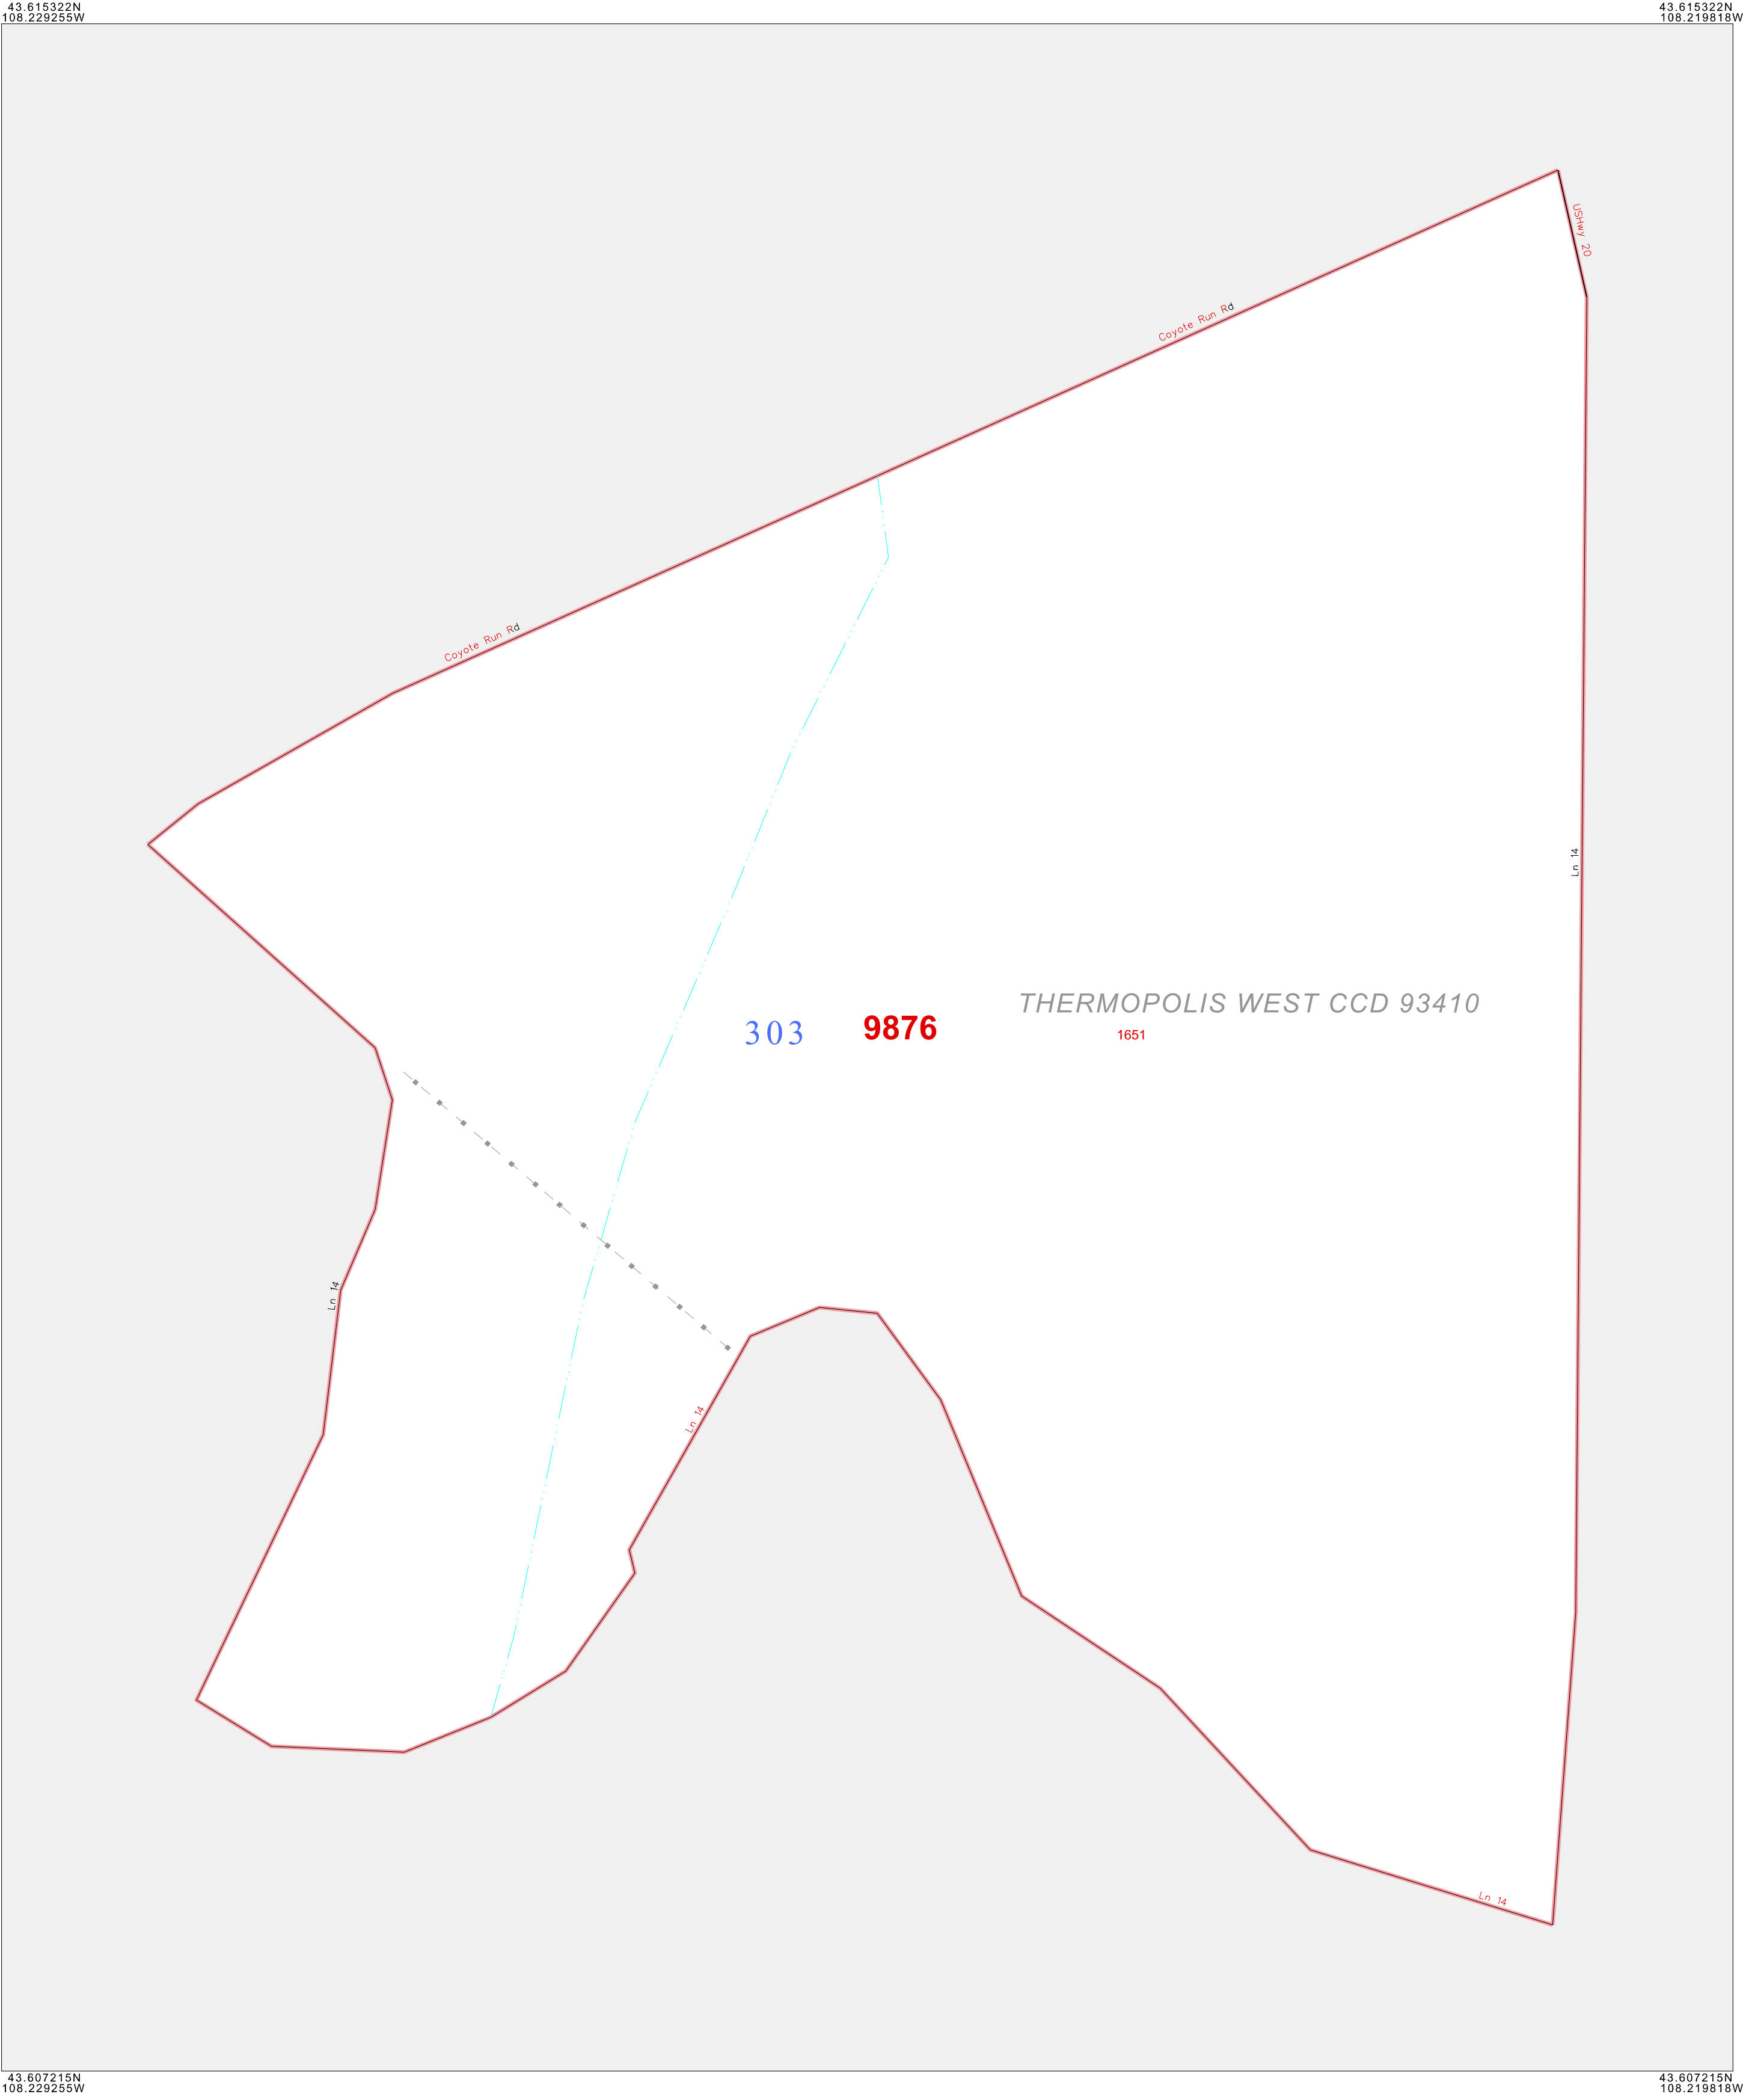 43.615322N
108.229255W
43.615322N
108.219818W
USHwy 20
Coyote Run Rd
Coyote Run Rd
Ln 14
THERMOPOLIS WEST CCD 93410
303
9876
1651
Ln 14
Ln 14
Ln 14
43.607215N
108.229255W
43.607215N
108.219818W